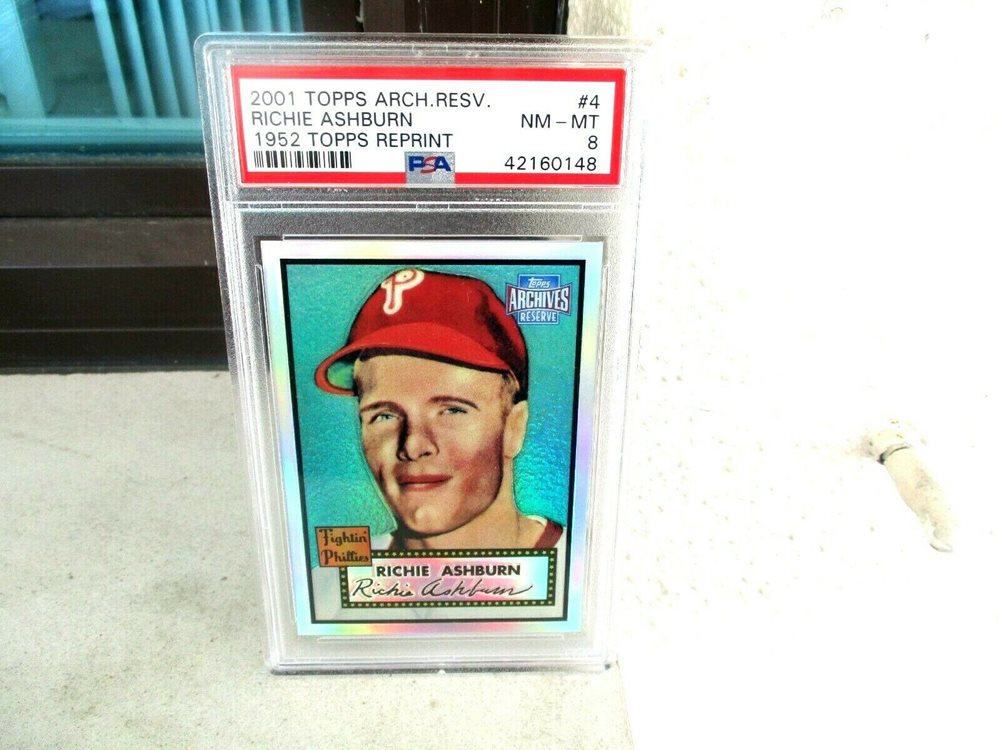 2001 TOPPS ARCH.RESV. #4
RICHIE ASHBURN NM - MT
1952 TOPPS REPRINT 8
PSA 42160148
P
Topps
ARCHIVES
RESERVE
Fightin'
Phillies
RICHIE ASHBURN
Richie Ashburn